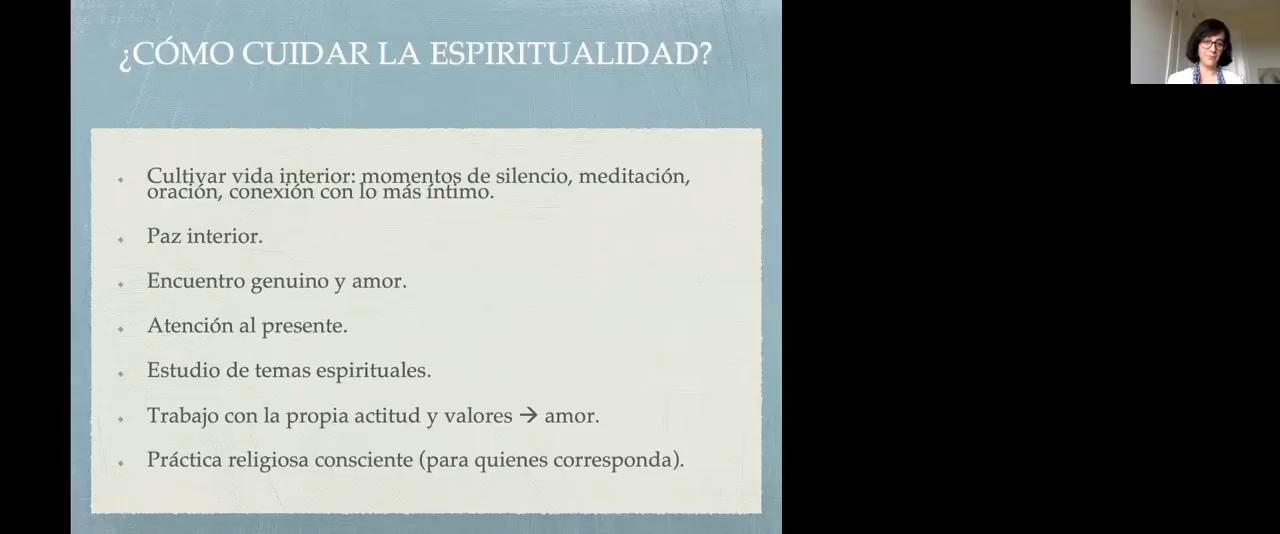 ¿CÓMO CUIDAR LA ESPIRITUALIDAD?
Cultivar vida interior: momentos de silencio, meditación,
oración, conexión con lo más íntimo.
Paz interior.
Encuentro genuino y amor.
Atención al presente.
Estudio de temas espirituales.
Trabajo con la propia actitud y valores → amor.
Práctica religiosa consciente (para quienes corresponda).